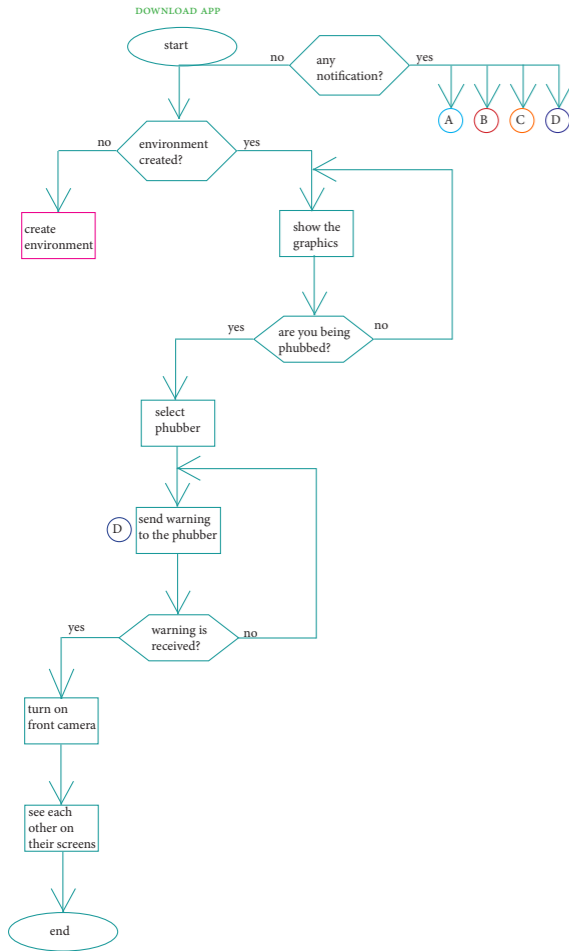 DOWNLOAD APP
start
no
any
notification?
yes
A
B
C
D
no
environment
created?
yes
create
environment
show the
graphics
yes
are you being
phubbed?
no
select
phubber
D
send warning
to the phubber
yes
warning is
received?
no
turn on
front camera
see each
other on
their screens
end